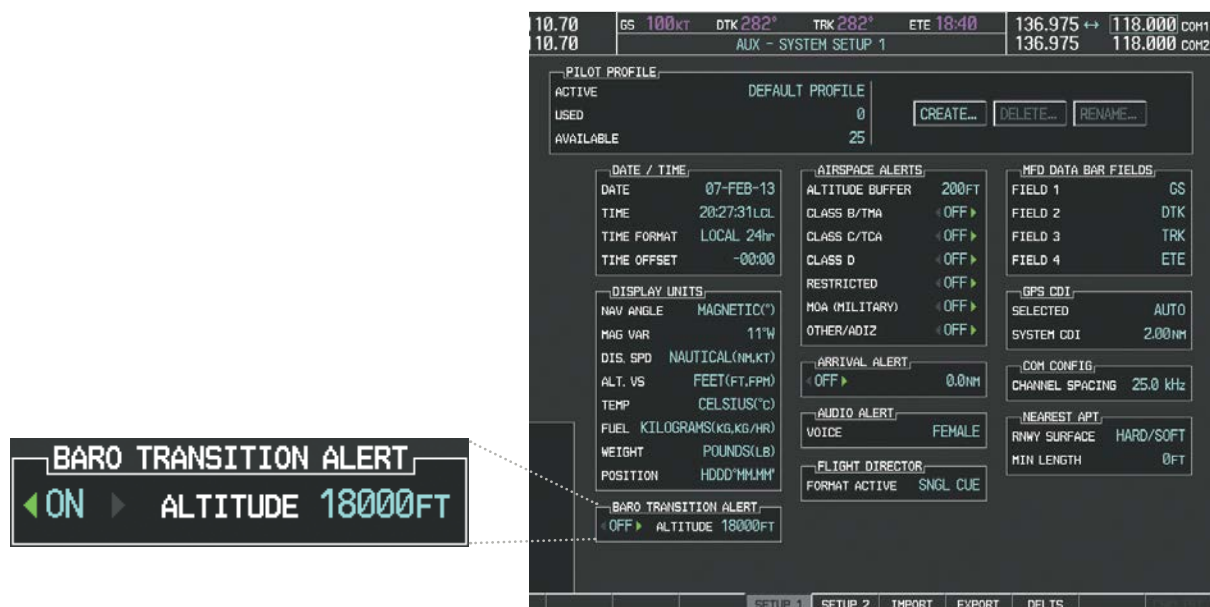 10.70 GS 100KT DTK 282° TRK 282° ETE 18:40 136.975 ↔ 118.000 COM1
10.70 AUX - SYSTEM SETUP 1 136.975 118.000 COM2
PILOT PROFILE
ACTIVE DEFAULT PROFILE
USED 0 CREATE... DELETE... RENAME...
AVAILABLE 25
DATE / TIME
DATE 07-FEB-13
TIME 20:27:31LCL
TIME FORMAT LOCAL 24hr
TIME OFFSET -00:00
DISPLAY UNITS
NAV ANGLE MAGNETIC(°)
MAG VAR 11°W
DIS, SPD NAUTICAL(NM,KT)
ALT, VS FEET(FT,FPM)
TEMP CELSIUS(°C)
FUEL KILOGRAMS(KG,KG/HR)
WEIGHT POUNDS(LB)
POSITION HDDD°MM.MM'
BARO TRANSITION ALERT
OFF ALTITUDE 18000FT
AIRSPACE ALERTS
ALTITUDE BUFFER 200FT
CLASS B/TMA OFF
CLASS C/TCA OFF
CLASS D OFF
RESTRICTED OFF
MOA (MILITARY) OFF
OTHER/ADIZ OFF
ARRIVAL ALERT
OFF 0.0NM
AUDIO ALERT
VOICE FEMALE
FLIGHT DIRECTOR
FORMAT ACTIVE SNGL CUE
MFD DATA BAR FIELDS
FIELD 1 GS
FIELD 2 DTK
FIELD 3 TRK
FIELD 4 ETE
GPS CDI
SELECTED AUTO
SYSTEM CDI 2.00NM
COM CONFIG
CHANNEL SPACING 25.0 kHz
NEAREST APT
RNWY SURFACE HARD/SOFT
MIN LENGTH 0FT
SETUP 1 SETUP 2 IMPORT EXPORT DFLTS
BARO TRANSITION ALERT
ON ALTITUDE 18000FT